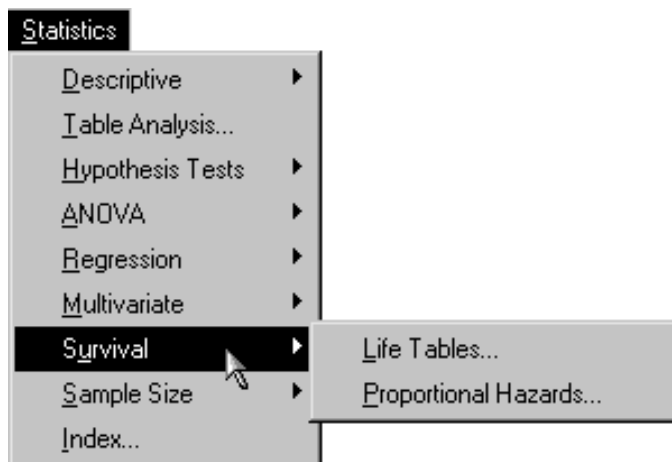 Statistics
Descriptive
Table Analysis...
Hypothesis Tests
ANOVA
Regression
Multivariate
Survival
Life Tables...
Sample Size
Proportional Hazards...
Index...